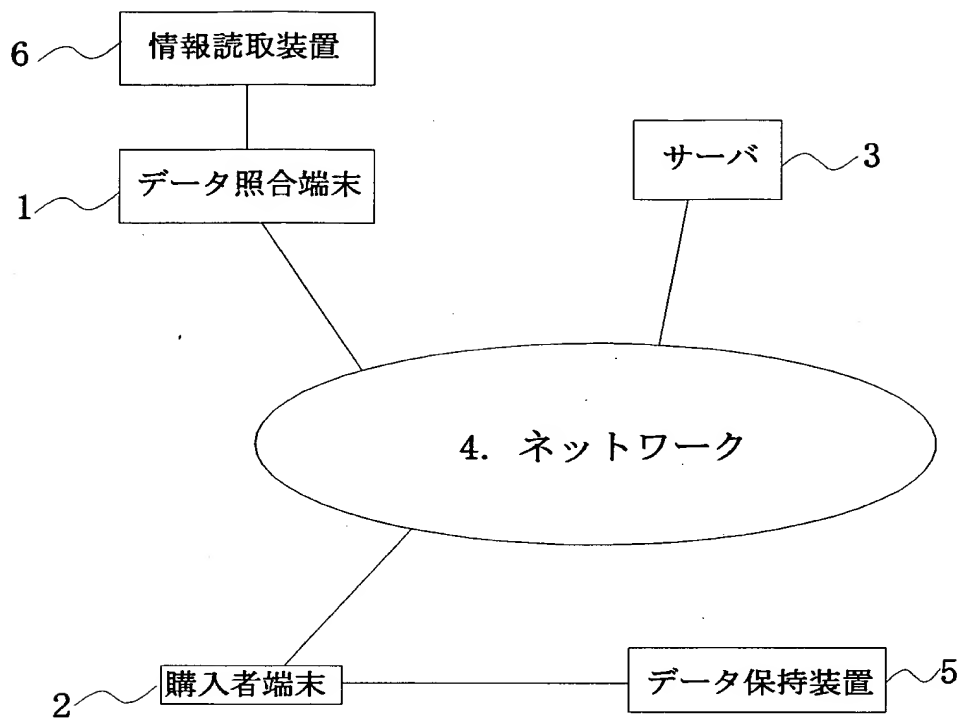 6
情報読取装置
1
データ照合端末
サーバ
3
4. ネットワーク
2
購入者端末
データ保持装置
5